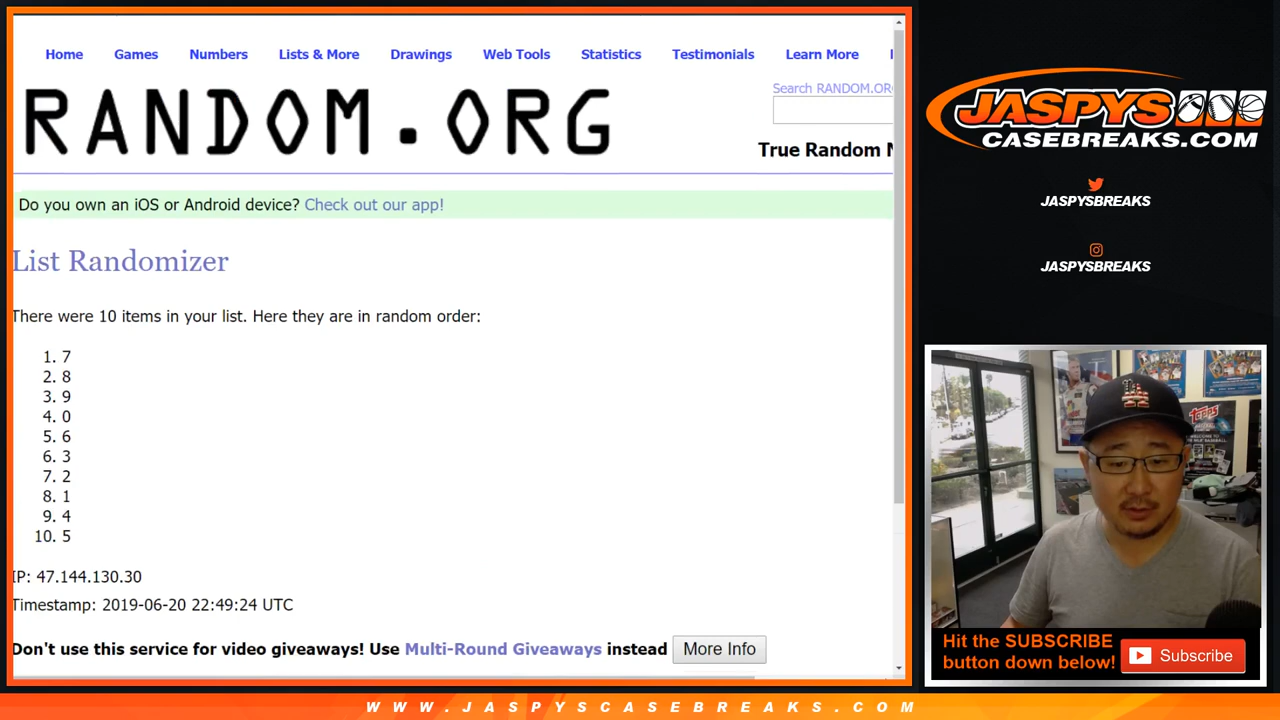 Home Games Numbers Lists & More Drawings Web Tools Statistics Testimonials Learn More
RANDOM.ORG
Search RANDOM.OR
True Random
Do you own an iOS or Android device? Check out our app!
List Randomizer
There were 10 items in your list. Here they are in random order:
1. 7
2. 8
3. 9
4. 0
5. 6
6. 3
7. 2
8. 1
9. 4
10. 5
IP: 47.144.130.30
Timestamp: 2019-06-20 22:49:24 UTC
Don't use this service for video giveaways! Use Multi-Round Giveaways instead More Info
JASPYS
CASEBREAKS.COM
JASPYSBREAKS
JASPYSBREAKS
LA
TOPPS
Hit the SUBSCRIBE
button down below!
Subscribe
WWW.JASPYSCASEBREAKS.COM